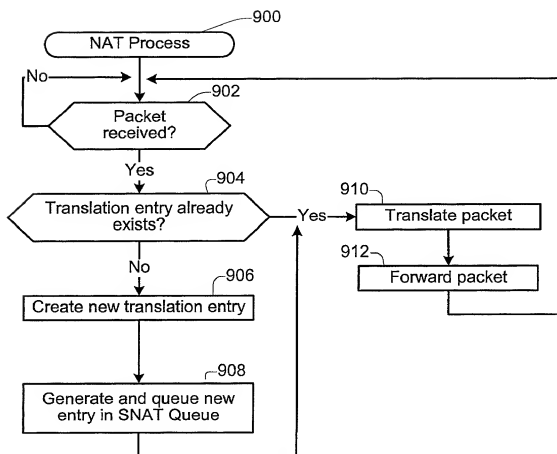 900
NAT Process
No
902
Packet
received?
Yes
904
Translation entry already
exists?
Yes
910
Translate packet
912
Forward packet
No
906
Create new translation entry
908
Generate and queue new
entry in SNAT Queue